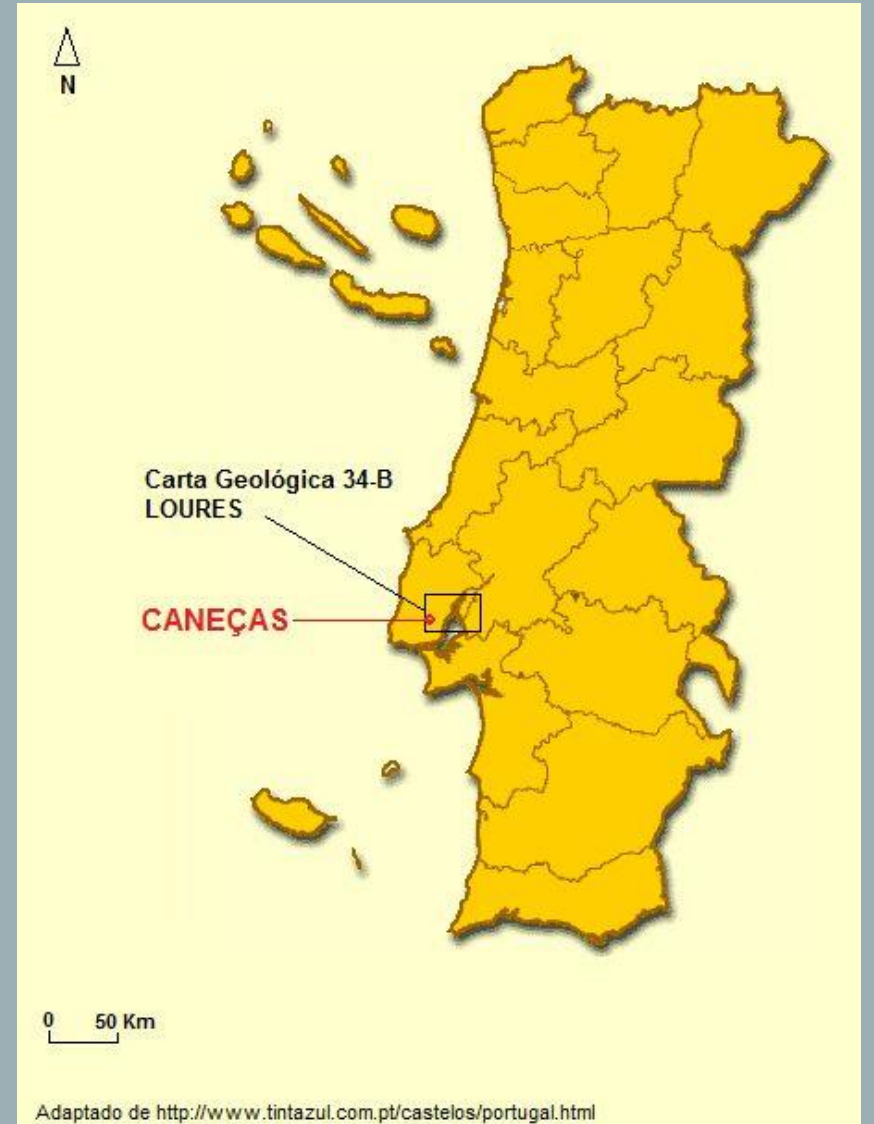 N
Carta Geológica 34-B
LOURES
CANEÇAS
0 50 Km
Adaptado de http://www.tintazul.com.pt/castelos/portugal.html